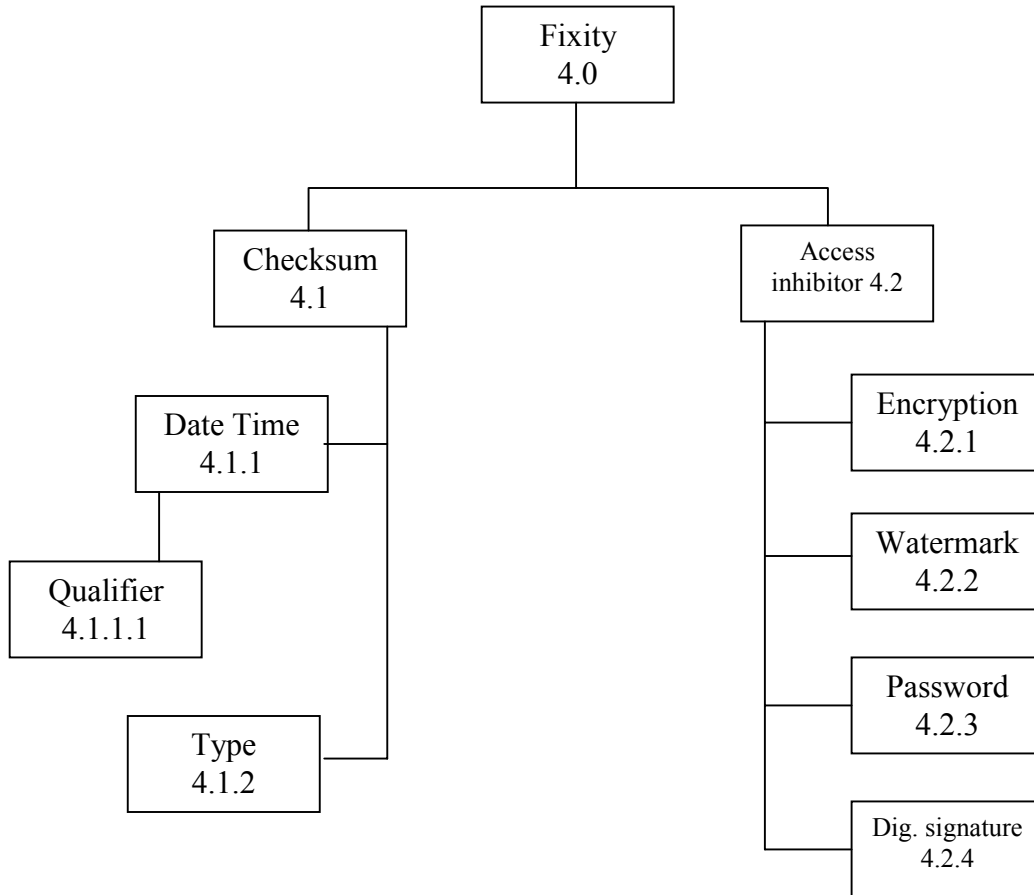 Fixity
4.0
Checksum
4.1
Access
inhibitor 4.2
Date Time
4.1.1
Qualifier
4.1.1.1
Type
4.1.2
Encryption
4.2.1
Watermark
4.2.2
Password
4.2.3
Dig. signature
4.2.4